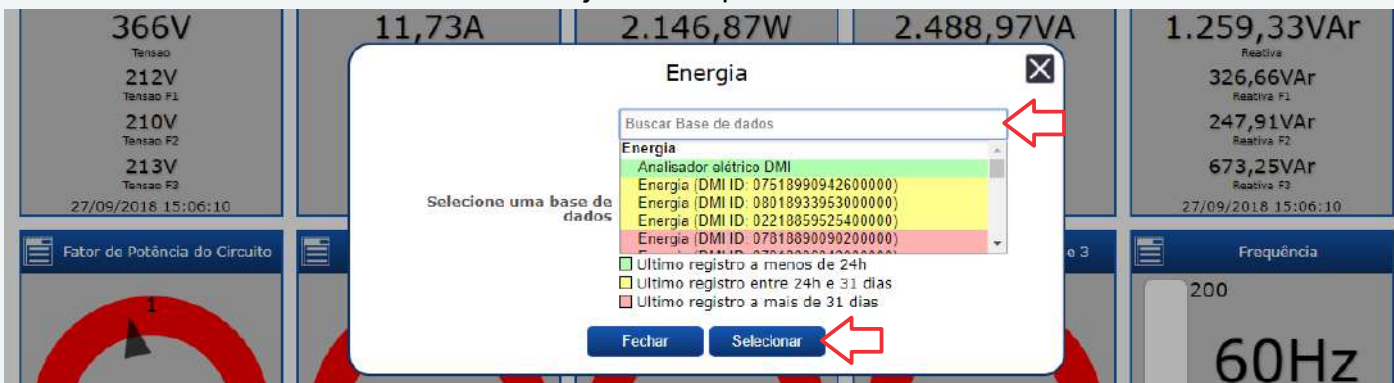 366V
Tensao
212V
Tensao F1
210V
Tensao F2
213V
Tensao F3
27/09/2018 15:06:10
11,73A
2.146,87W
2.488,97VA
1.259,33VAr
Reativa
326,66VAr
Reativa F1
247,91VAr
Reativa F2
673,25VAr
Reativa F3
27/09/2018 15:06:10
Energia
X
Buscar Base de dados
Energia
Analisador elétrico DMI
Energia (DMI ID: 07518990942600000)
Energia (DMI ID: 08018933953000000)
Energia (DMI ID: 02218859525400000)
Energia (DMI ID: 07818890090200000)
Selecione uma base de
dados
Ultimo registro a menos de 24h
Ultimo registro entre 24h e 31 dias
Ultimo registro a mais de 31 dias
Fechar
Selecionar
Fator de Potência do Circuito
1
e 3
Frequência
200
60Hz